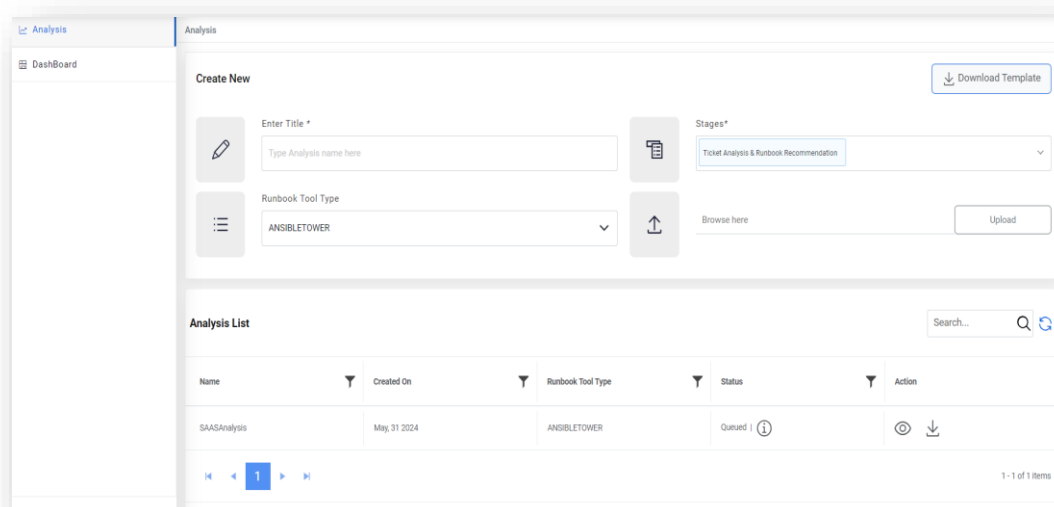 Analysis
DashBoard
Analysis
Create New
Download Template
Enter Title *
Type Analysis name here
Stages*
Ticket Analysis & Runbook Recommendation
Runbook Tool Type
ANSIBLETOWER
Browse here
Upload
Analysis List
Search...
Name Created On Runbook Tool Type Status Action
SAASAnalysis May, 31 2024 ANSIBLETOWER Queued |
1
1 - 1 of 1 items